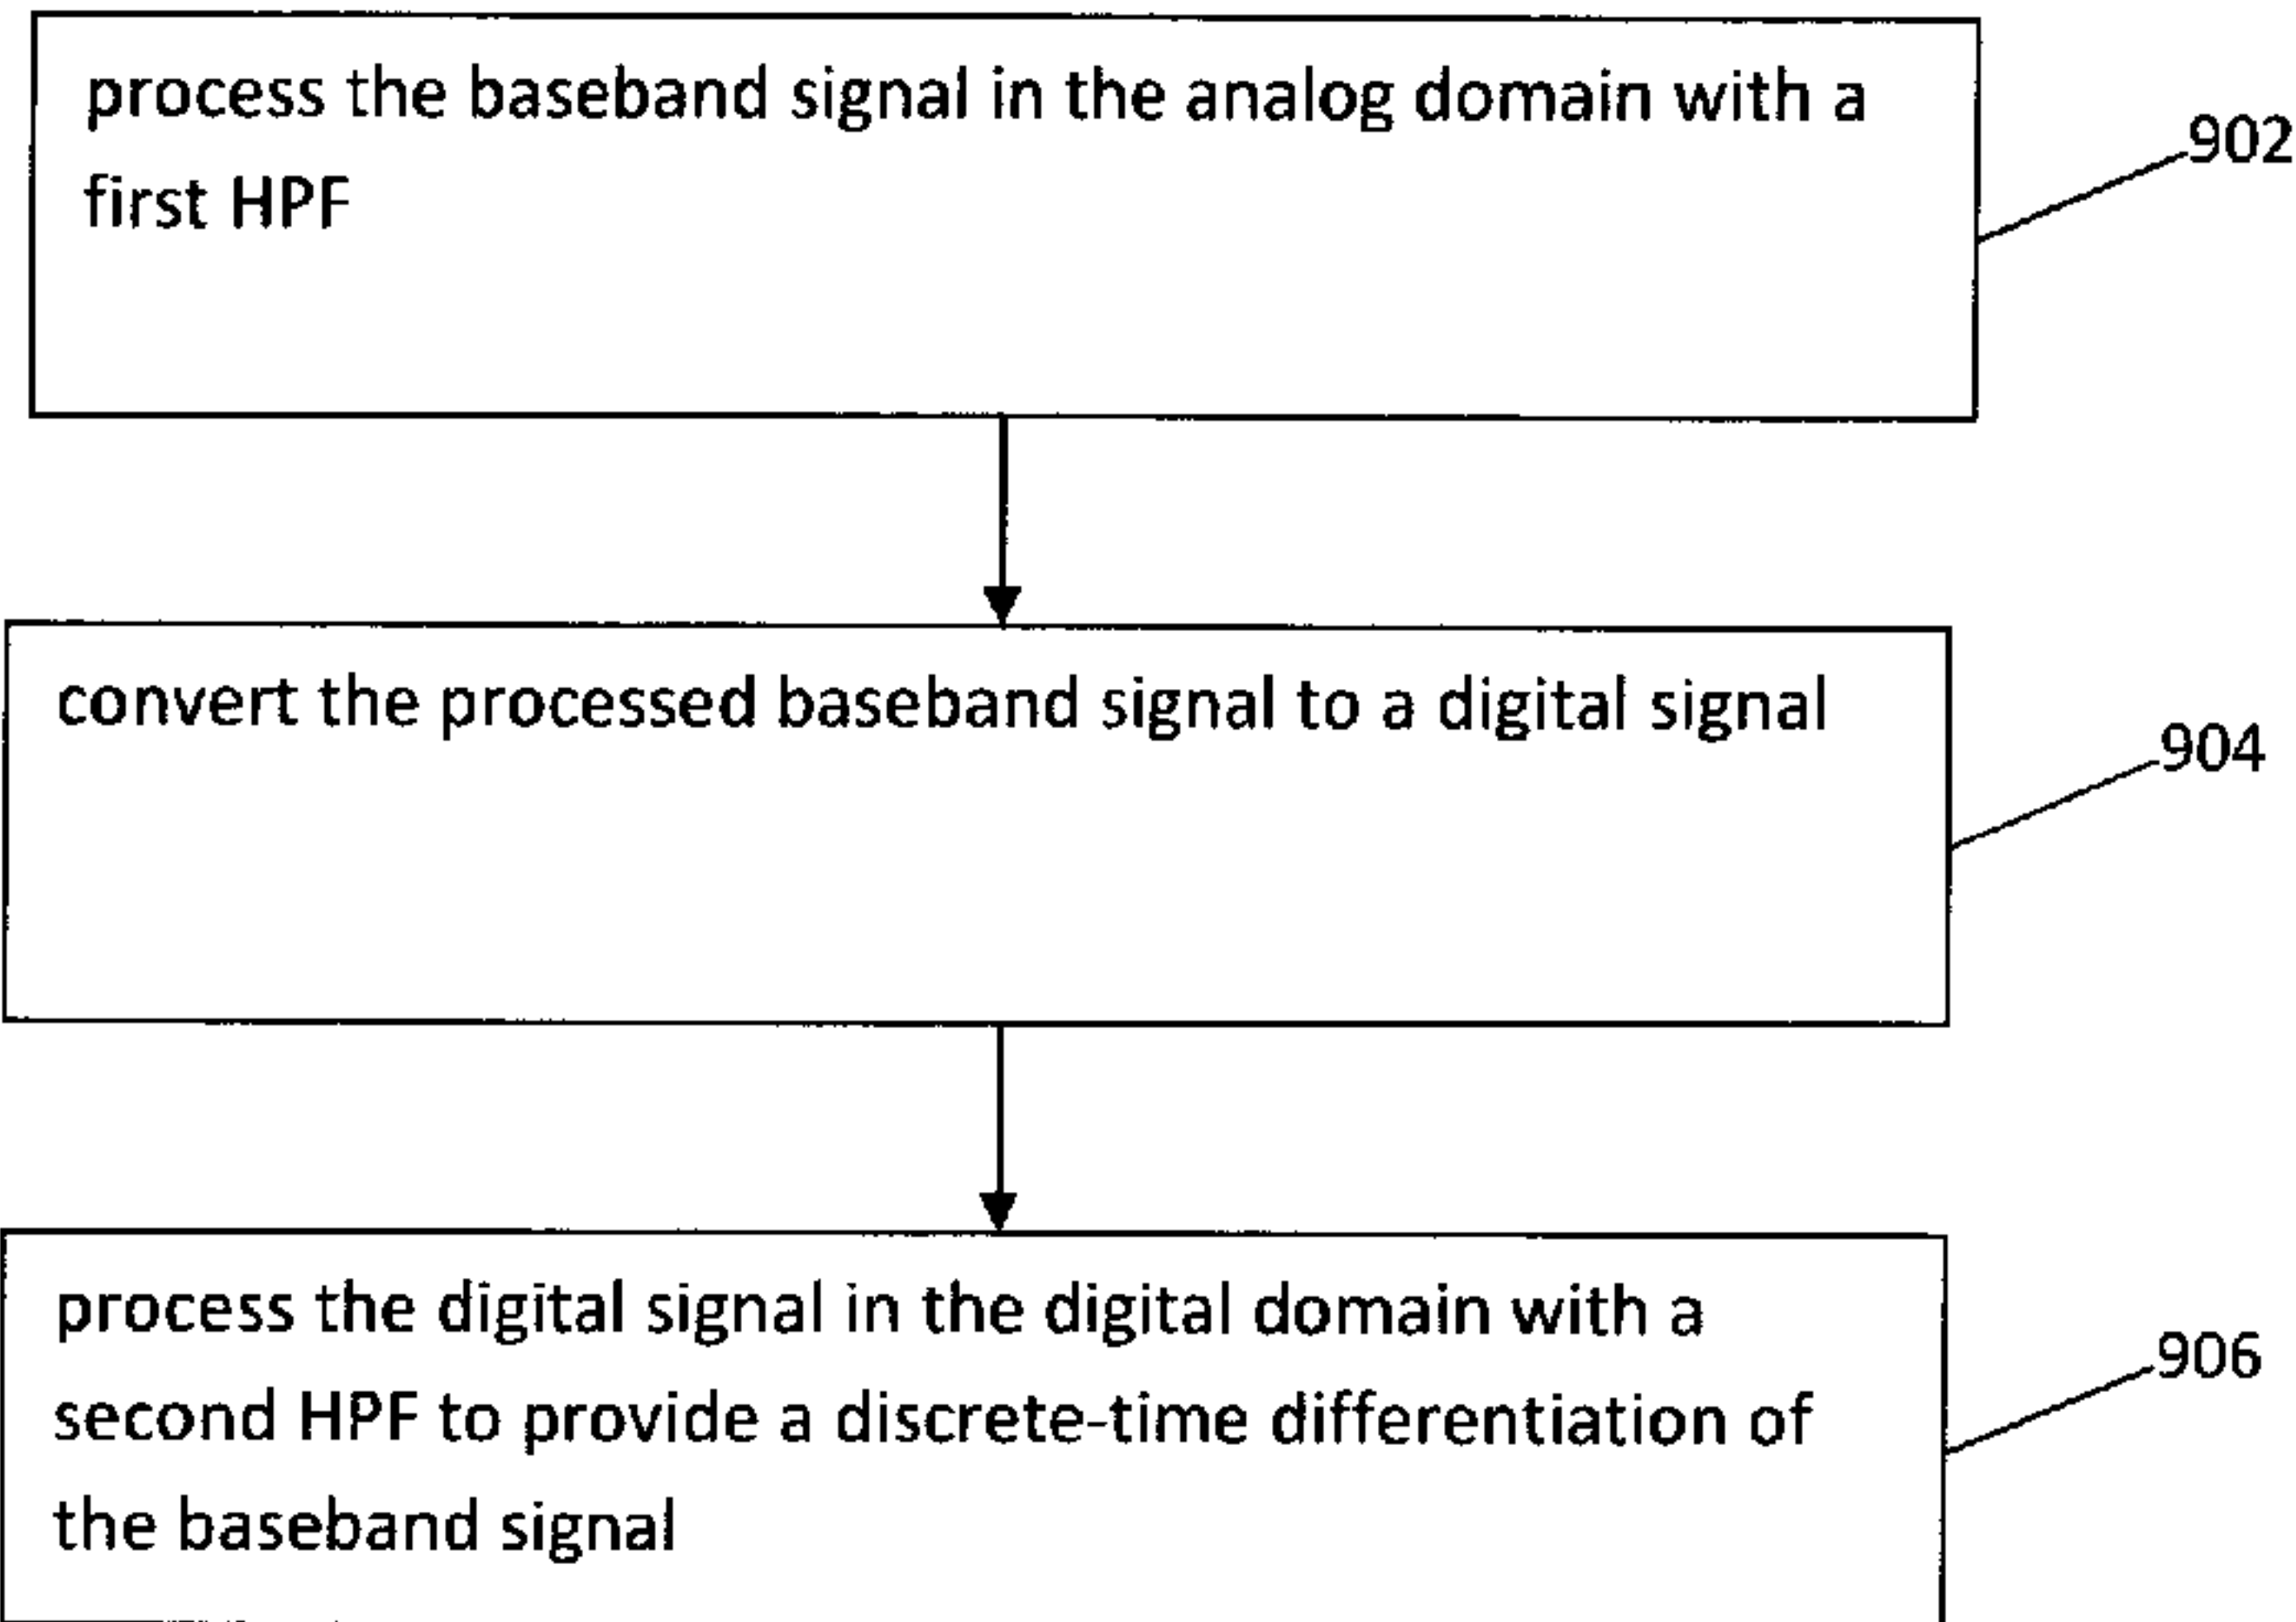 process the baseband signal in the analog domain with a
first HPF
902
convert the processed baseband signal to a digital signal
904
process the digital signal in the digital domain with a
second HPF to provide a discrete-time differentiation of
the baseband signal
906